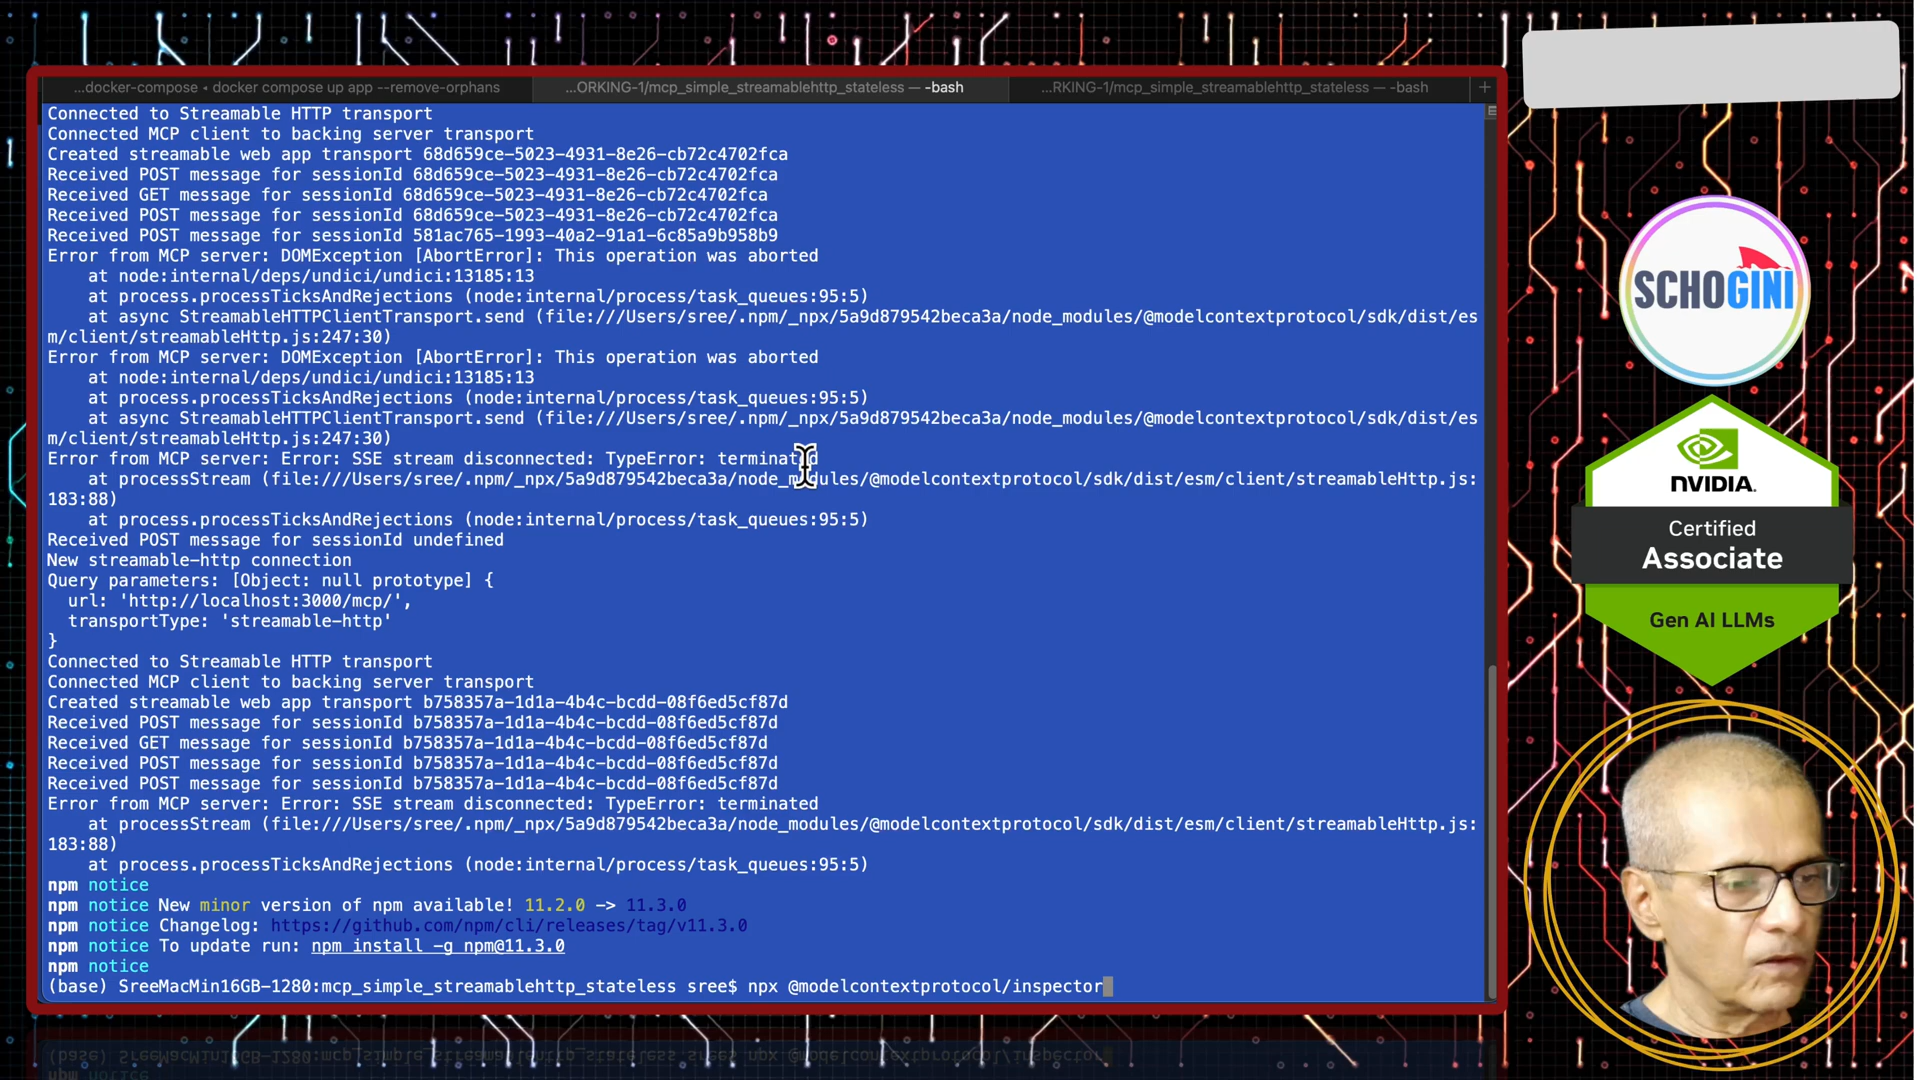 ...docker-compose • docker compose up app --remove-orphans
...ORKING-1/mcp_simple_streamablehttp_stateless — -bash
...RKING-1/mcp_simple_streamablehttp_stateless — -bash
+
Connected to Streamable HTTP transport
Connected MCP client to backing server transport
Created streamable web app transport 68d659ce-5023-4931-8e26-cb72c4702fca
Received POST message for sessionId 68d659ce-5023-4931-8e26-cb72c4702fca
Received GET message for sessionId 68d659ce-5023-4931-8e26-cb72c4702fca
Received POST message for sessionId 68d659ce-5023-4931-8e26-cb72c4702fca
Received POST message for sessionId 581ac765-1993-40a2-91a1-6c85a9b958b9
Error from MCP server: DOMException [AbortError]: This operation was aborted
    at node:internal/deps/undici/undici:13185:13
    at process.processTicksAndRejections (node:internal/process/task_queues:95:5)
    at async StreamableHTTPClientTransport.send (file:///Users/sree/.npm/_npx/5a9d879542beca3a/node_modules/@modelcontextprotocol/sdk/dist/es
m/client/streamableHttp.js:247:30)
Error from MCP server: DOMException [AbortError]: This operation was aborted
    at node:internal/deps/undici/undici:13185:13
    at process.processTicksAndRejections (node:internal/process/task_queues:95:5)
    at async StreamableHTTPClientTransport.send (file:///Users/sree/.npm/_npx/5a9d879542beca3a/node_modules/@modelcontextprotocol/sdk/dist/es
m/client/streamableHttp.js:247:30)
Error from MCP server: Error: SSE stream disconnected: TypeError: terminated
    at processStream (file:///Users/sree/.npm/_npx/5a9d879542beca3a/node_modules/@modelcontextprotocol/sdk/dist/esm/client/streamableHttp.js:
183:88)
    at process.processTicksAndRejections (node:internal/process/task_queues:95:5)
Received POST message for sessionId undefined
New streamable-http connection
Query parameters: [Object: null prototype] {
  url: 'http://localhost:3000/mcp/',
  transportType: 'streamable-http'
}
Connected to Streamable HTTP transport
Connected MCP client to backing server transport
Created streamable web app transport b758357a-1d1a-4b4c-bcdd-08f6ed5cf87d
Received POST message for sessionId b758357a-1d1a-4b4c-bcdd-08f6ed5cf87d
Received GET message for sessionId b758357a-1d1a-4b4c-bcdd-08f6ed5cf87d
Received POST message for sessionId b758357a-1d1a-4b4c-bcdd-08f6ed5cf87d
Received POST message for sessionId b758357a-1d1a-4b4c-bcdd-08f6ed5cf87d
Error from MCP server: Error: SSE stream disconnected: TypeError: terminated
    at processStream (file:///Users/sree/.npm/_npx/5a9d879542beca3a/node_modules/@modelcontextprotocol/sdk/dist/esm/client/streamableHttp.js:
183:88)
    at process.processTicksAndRejections (node:internal/process/task_queues:95:5)
npm notice
npm notice New minor version of npm available! 11.2.0 -> 11.3.0
npm notice Changelog: https://github.com/npm/cli/releases/tag/v11.3.0
npm notice To update run: npm install -g npm@11.3.0
npm notice
(base) SreeMacMin16GB-1280:mcp_simple_streamablehttp_stateless sree$ npx @modelcontextprotocol/inspector
SCHOGINI
NVIDIA.
Certified
Associate
Gen AI LLMs